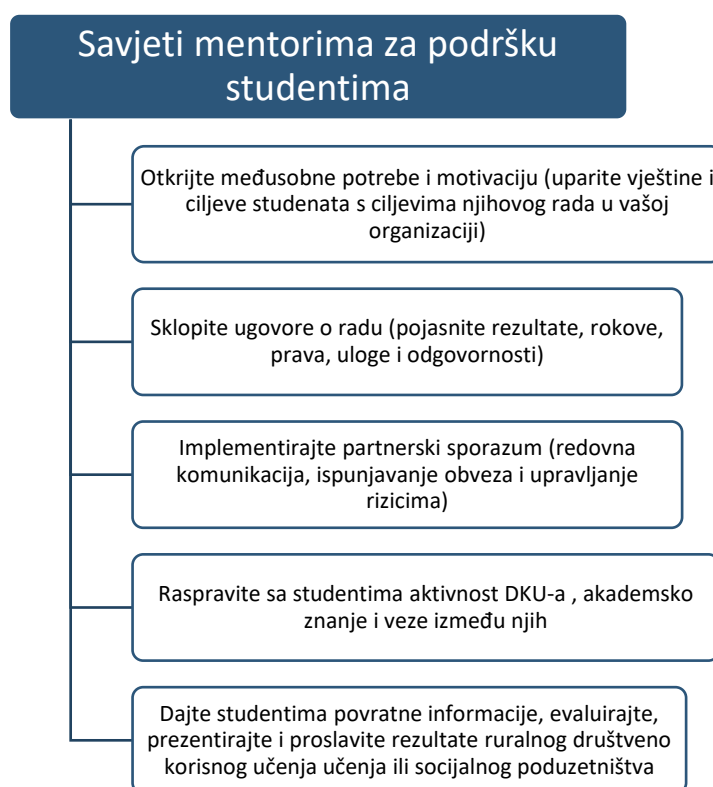 Savjeti mentorima za podršku
studentima
Otkrijte međusobne potrebe i motivaciju (uparite vještine i
ciljeve studenata s ciljevima njihovog rada u vašoj
organizaciji)
Sklopite ugovore o radu (pojasnite rezultate, rokove,
prava, uloge i odgovornosti)
Implementirajte partnerski sporazum (redovna
komunikacija, ispunjavanje obveza i upravljanje
rizicima)
Raspravite sa studentima aktivnost DKU-a , akademsko
znanje i veze između njih
Dajte studentima povratne informacije, evaluirajte,
prezentirajte i proslavite rezultate ruralnog društveno
korisnog učenja učenja ili socijalnog poduzetništva